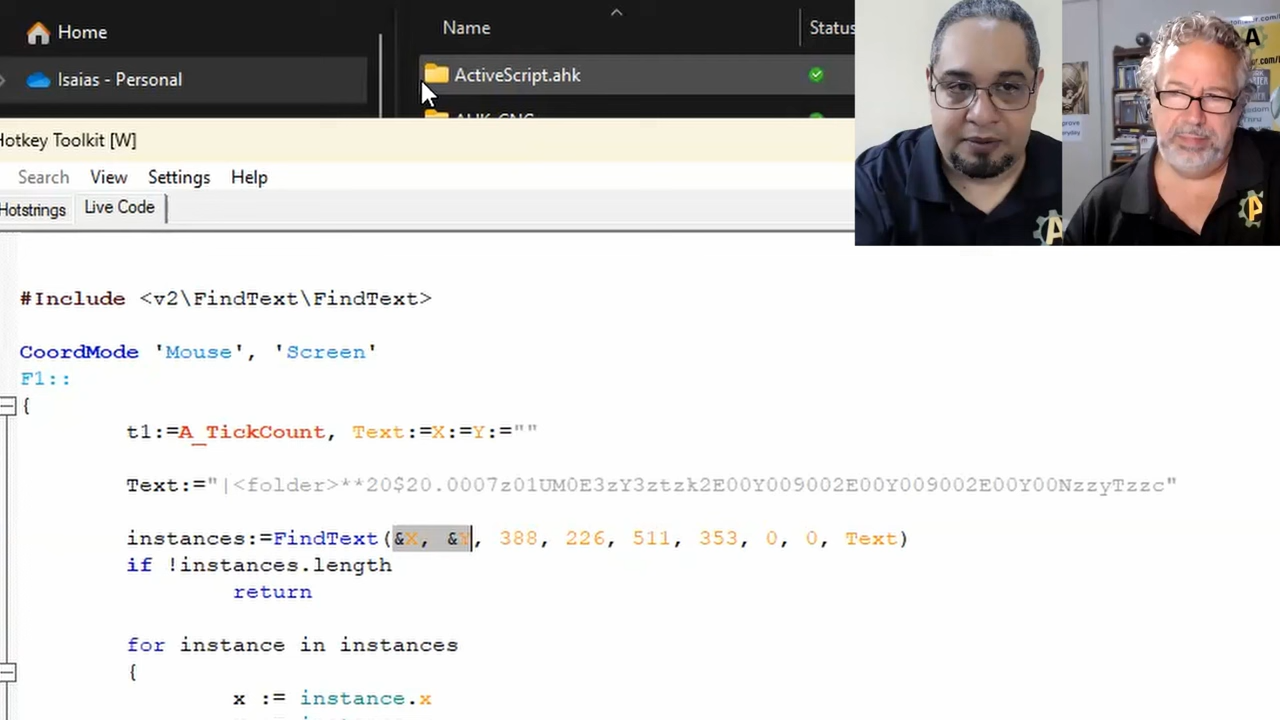 Home
Name
Status
Isaias - Personal
ActiveScript.ahk
Hotkey Toolkit [W]
Search View Settings Help
Hotstrings Live Code
#Include <v2\FindText\FindText>
CoordMode 'Mouse', 'Screen'
F1::
{
t1:=A_TickCount, Text:=X:=Y:=""
Text:="|<folder>**20$20.0007z01UM0E3zY3ztzk2E00Y009002E00Y009002E00Y00NzzyTzzc"
instances:=FindText(&X, &Y, 388, 226, 511, 353, 0, 0, Text)
if !instances.length
return
for instance in instances
{
x := instance.x